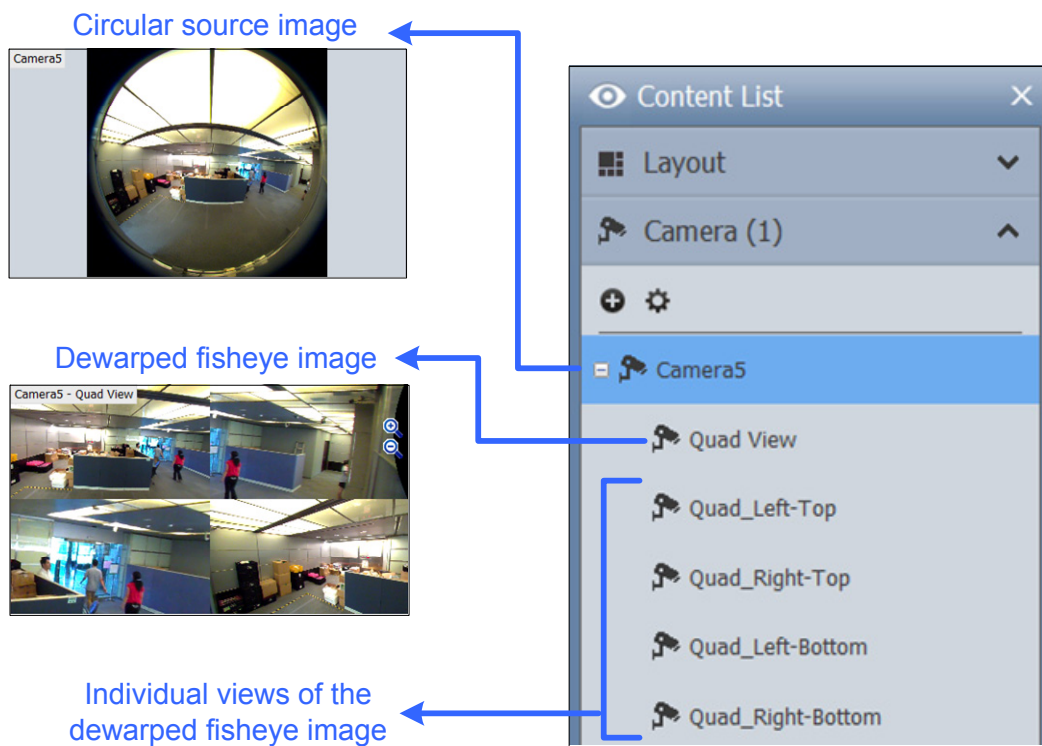 Circular source image
Camera5
Dewarped fisheye image
Camera5 - Quad View
Individual views of the
dewarped fisheye image
Content List
Layout
Camera (1)
Camera5
Quad View
Quad_Left-Top
Quad_Right-Top
Quad_Left-Bottom
Quad_Right-Bottom